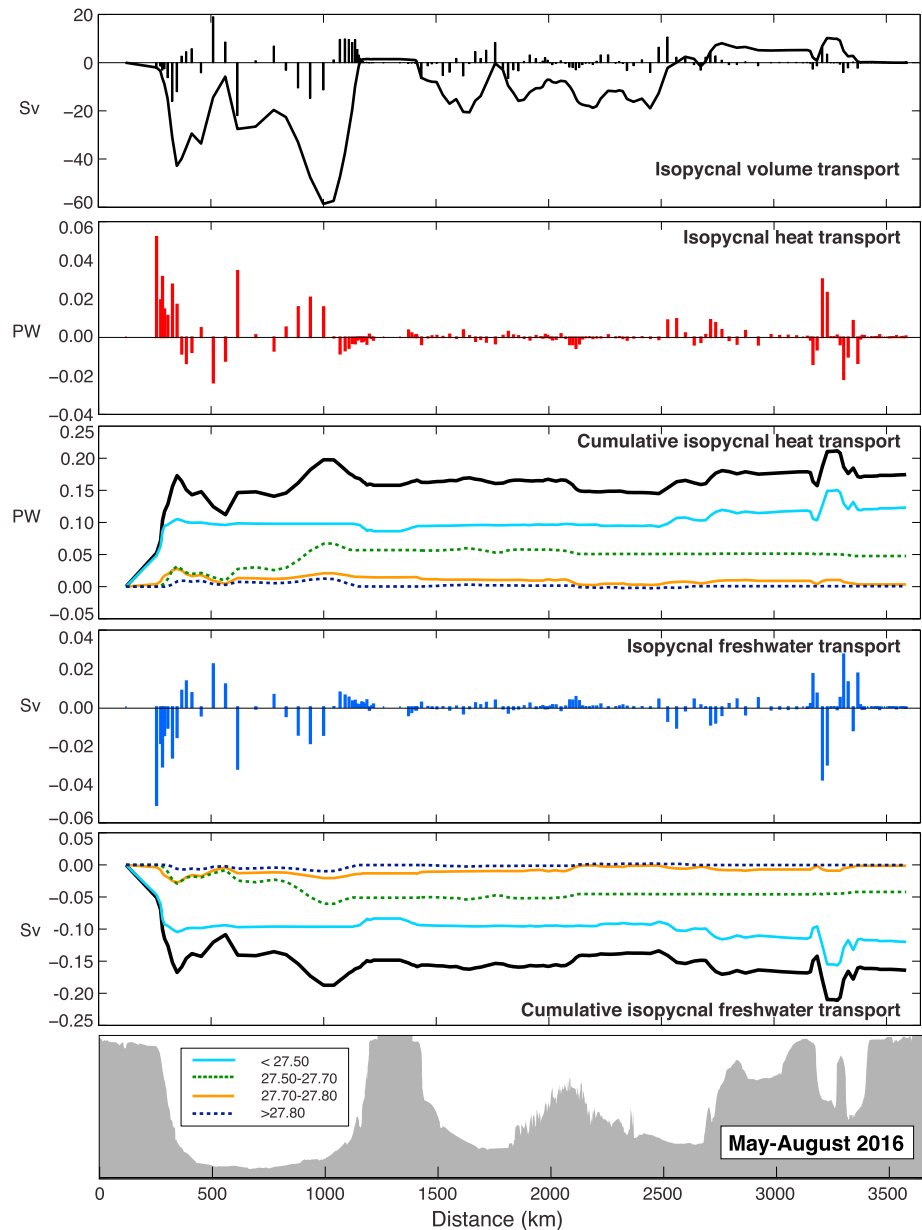 20
0
−20
−40
−60
Sv
Isopycnal volume transport
0.06
0.04
0.02
0.00
−0.02
−0.04
PW
Isopycnal heat transport
0.25
0.20
0.15
0.10
0.05
0.00
−0.05
PW
Cumulative isopycnal heat transport
0.04
0.02
0.00
−0.02
−0.04
−0.06
Sv
Isopycnal freshwater transport
0.05
0.00
−0.05
-0.10
−0.15
−0.20
−0.25
Sv
Cumulative isopycnal freshwater transport
< 27.50
27.50-27.70
27.70-27.80
>27.80
May-August 2016
0 500 1000 1500 2000 2500 3000 3500
Distance (km)